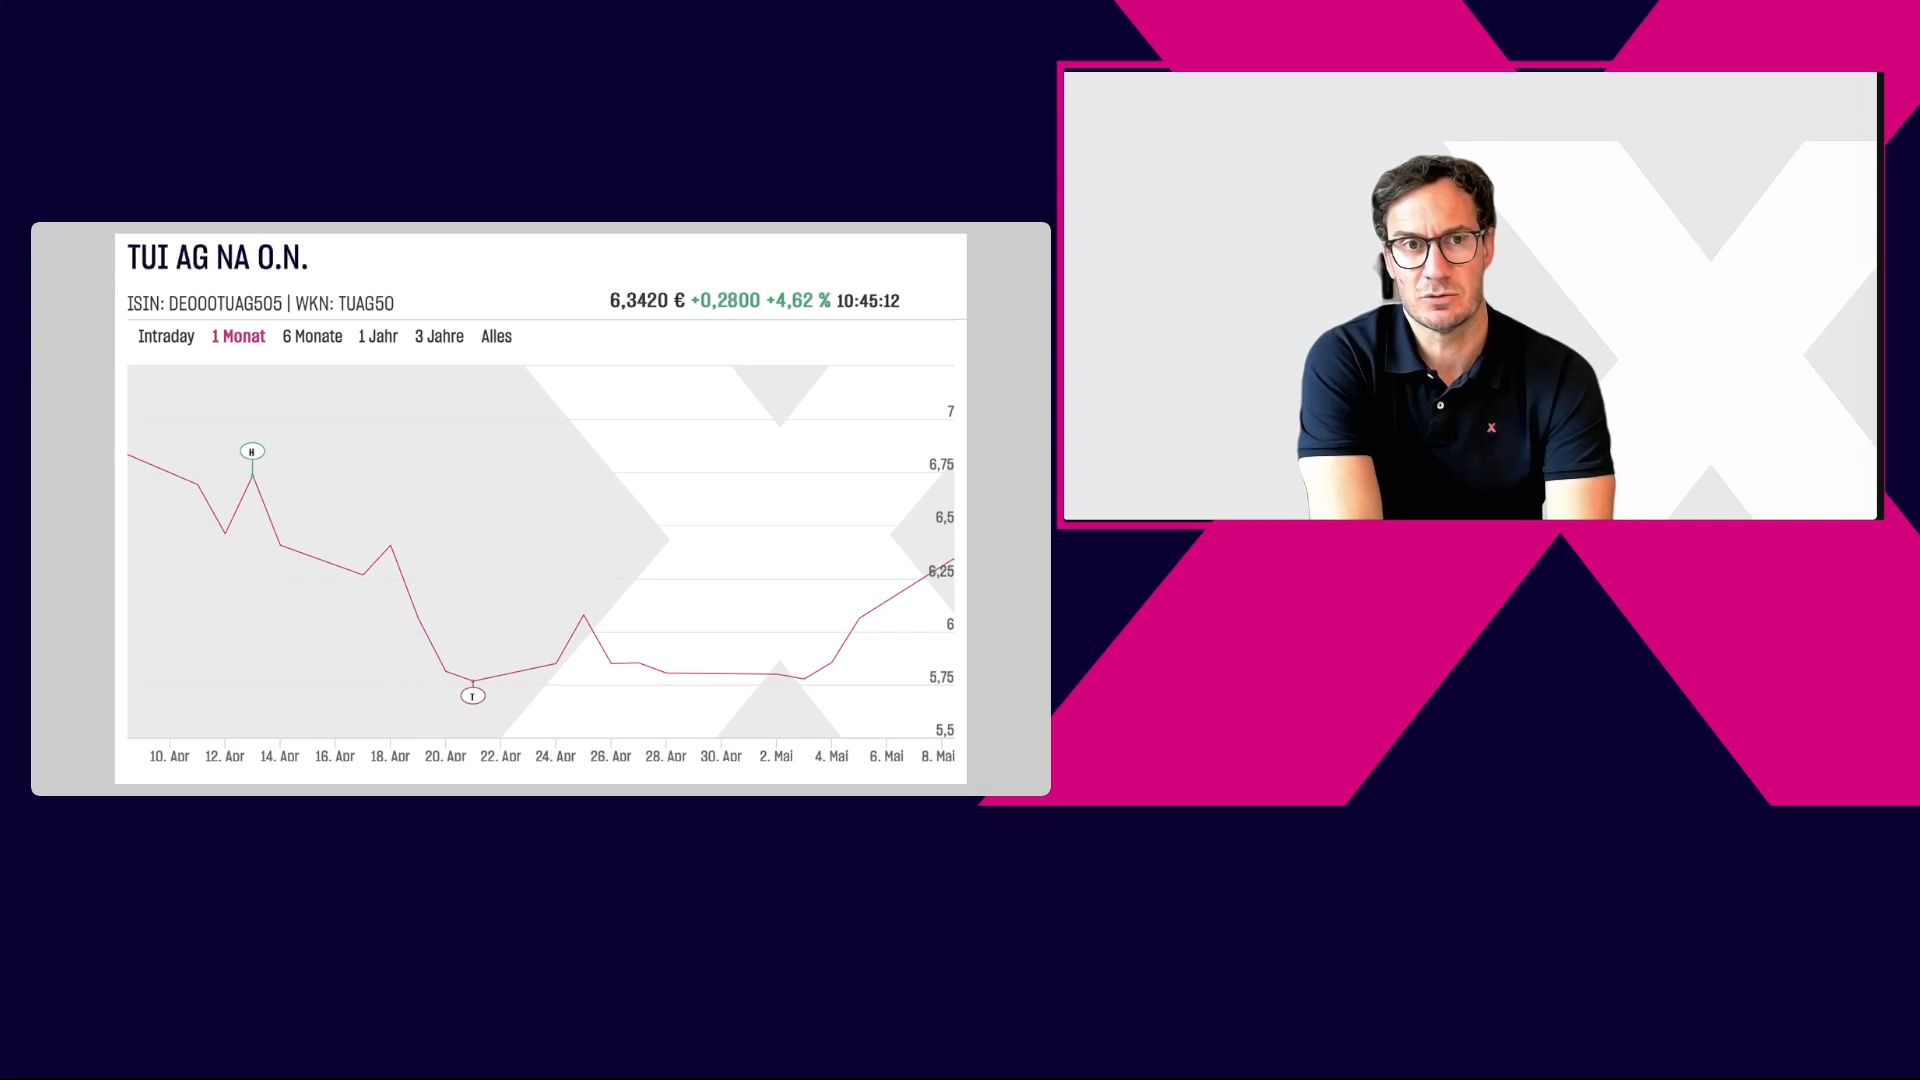 TUI AG NA O.N.
ISIN: DE000TUAG505 | WKN: TUAG50
6,3420 € +0,2800 +4,62 % 10:45:12
Intraday 1 Monat 6 Monate 1 Jahr 3 Jahre Alles
7
H
6,75
6,5
6,25
6
5,75
T
5,5
10. Apr 12. Apr 14. Apr 16. Apr 18. Apr 20. Apr 22. Apr 24. Apr 26. Apr 28. Apr 30. Apr 2. Mai 4. Mai 6. Mai 8. Mai
X